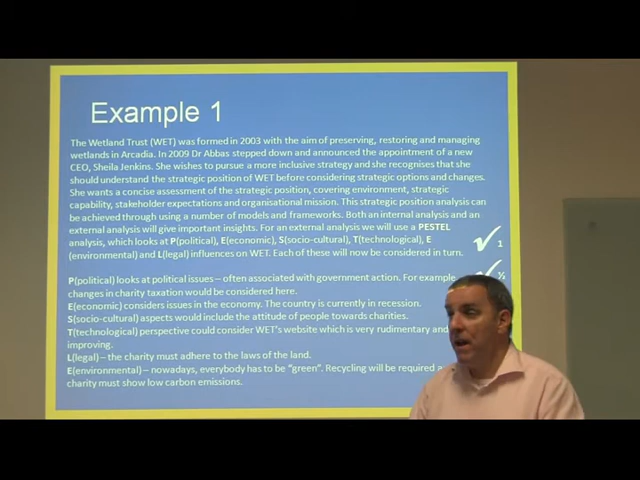 Example 1
The Wetland Trust (WET) was formed in 2003 with the aim of preserving, restoring and managing
wetlands in Arcadia. In 2009 Dr Abbas stepped down and announced the appointment of a new
CEO, Sheila Jenkins. She wishes to pursue a more inclusive strategy and she recognises that she
should understand the strategic position of WET before considering strategic options and changes.
She wants a concise assessment of the strategic position, covering environment, strategic
capability, stakeholder expectations and organisational mission. This strategic position analysis can
be achieved through using a number of models and frameworks. Both an internal analysis and an
external analysis will give important insights. For an external analysis we will use a PESTEL
analysis, which looks at P(political), E(economic), S(socio-cultural), T(technological), E
(environmental) and L(legal) influences on WET. Each of these will now be considered in turn.
1
½
P(political) looks at political issues – often associated with government action. For example
changes in charity taxation would be considered here.
E(economic) considers issues in the economy. The country is currently in recession.
S(socio-cultural) aspects would include the attitude of people towards charities.
T(technological) perspective could consider WET's website which is very rudimentary and
improving.
L(legal) – the charity must adhere to the laws of the land.
E(environmental) – nowadays, everybody has to be "green". Recycling will be required a
charity must show low carbon emissions.